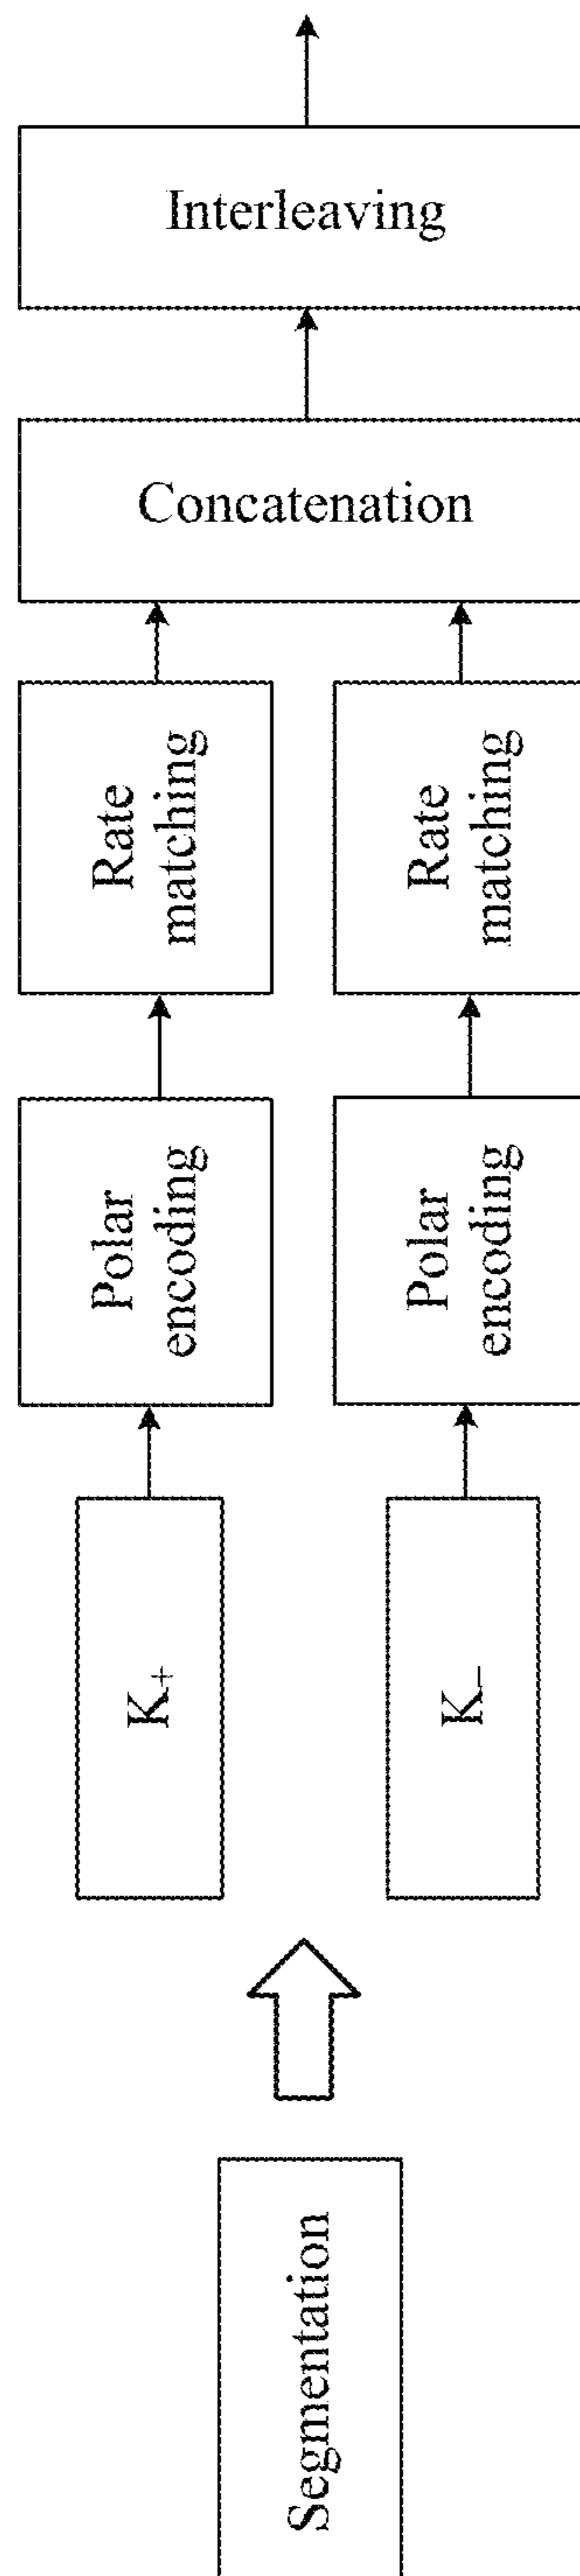 Interleaving
Concatenation
Rate
matching
Rate
matching
Polar
encoding
Polar
encoding
K₊
K₋
Segmentation